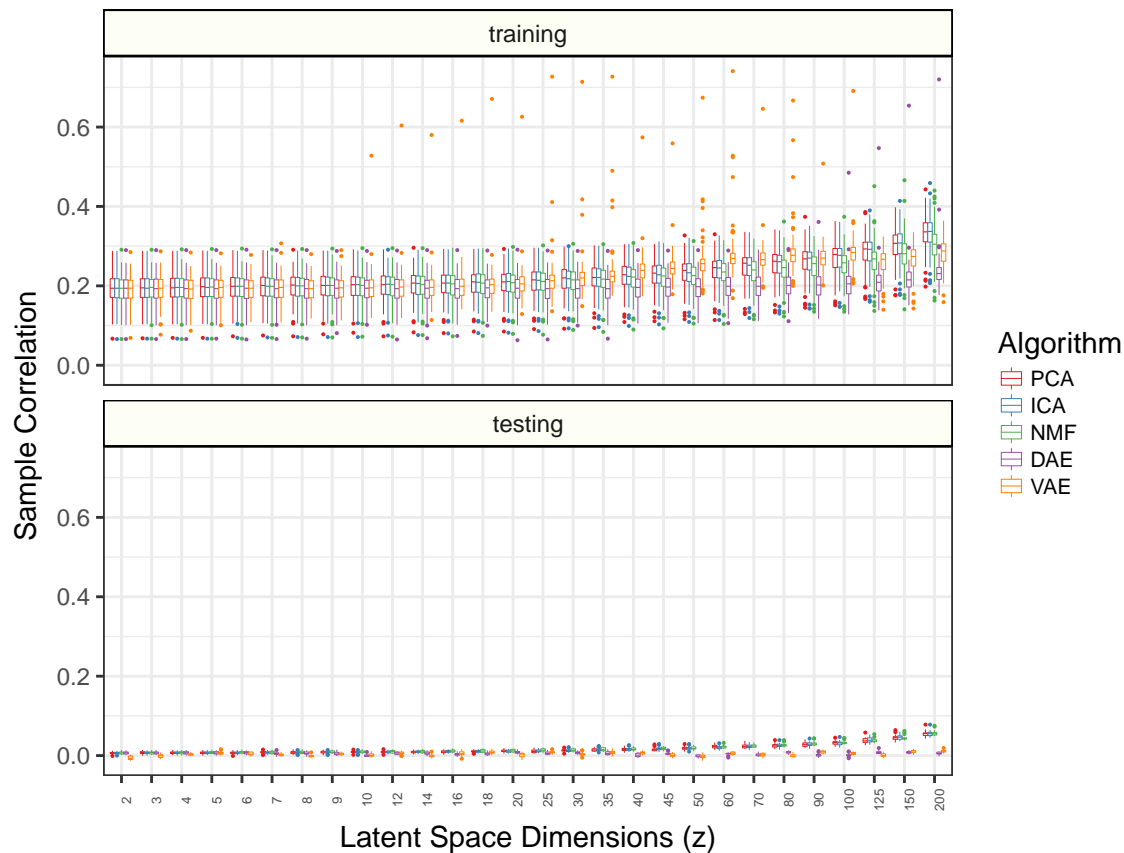 training
0.6
0.4
0.2
0.0
testing
0.6
0.4
0.2
0.0
Sample Correlation
2 3 4 5 6 7 8 9 10 12 14 16 18 20 25 30 35 40 45 50 60 70 80 90 100 125 150 200
Latent Space Dimensions (z)
Algorithm
PCA
ICA
NMF
DAE
VAE